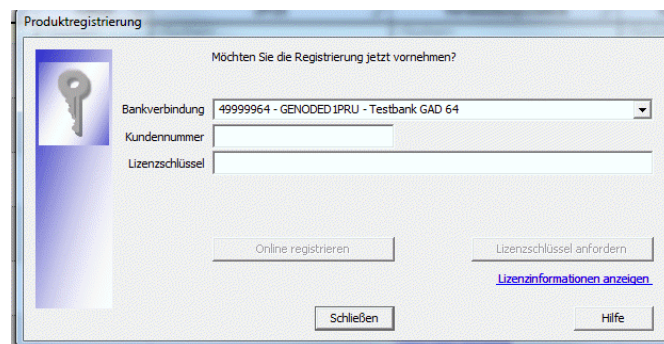 Produktregistrierung
Möchten Sie die Registrierung jetzt vornehmen?
Bankverbindung 49999964 - GENODED1PRU - Testbank GAD 64
Kundennummer
Lizenzschlüssel
Online registrieren Lizenzschlüssel anfordern
Lizenzinformationen anzeigen
Schließen Hilfe